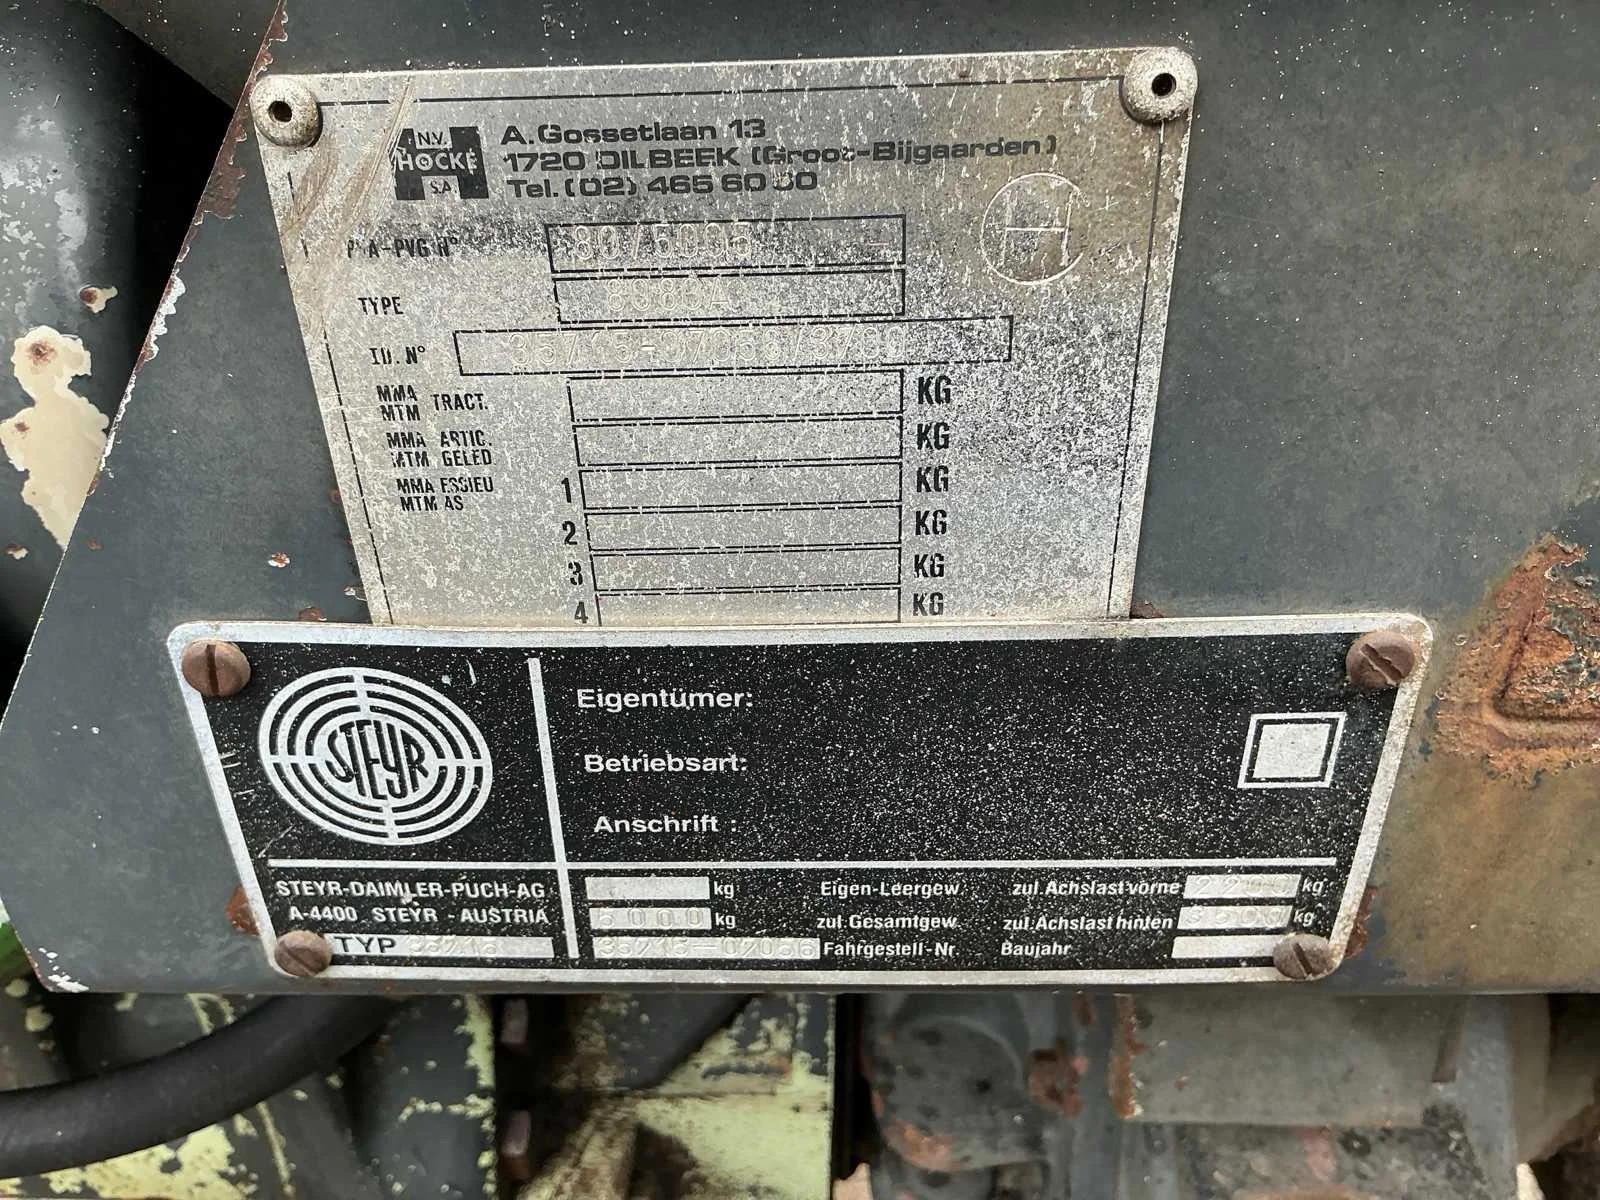 N.V. HOCKE S.A
A. Gossetlaan 13
1720 DILBEEK (Groot-Bijgaarden)
Tel. (02) 465 60 60
PVA-PVG N°
H
TYPE
ID. N°
MMA MTM TRACT. KG
MMA ARTIC. MTM GELED KG
MMA ESSIEU MTM AS 1 KG
2 KG
3 KG
4 KG
STEYR
Eigentümer:
Betriebsart:
Anschrift :
STEYR-DAIMLER-PUCH-AG
A-4400 STEYR - AUSTRIA
TYP
kg Eigen-Leergew. zul. Achslast vorne kg
5000 kg zul. Gesamtgew. zul. Achslast hinten kg
Fahrgestell-Nr. Baujahr